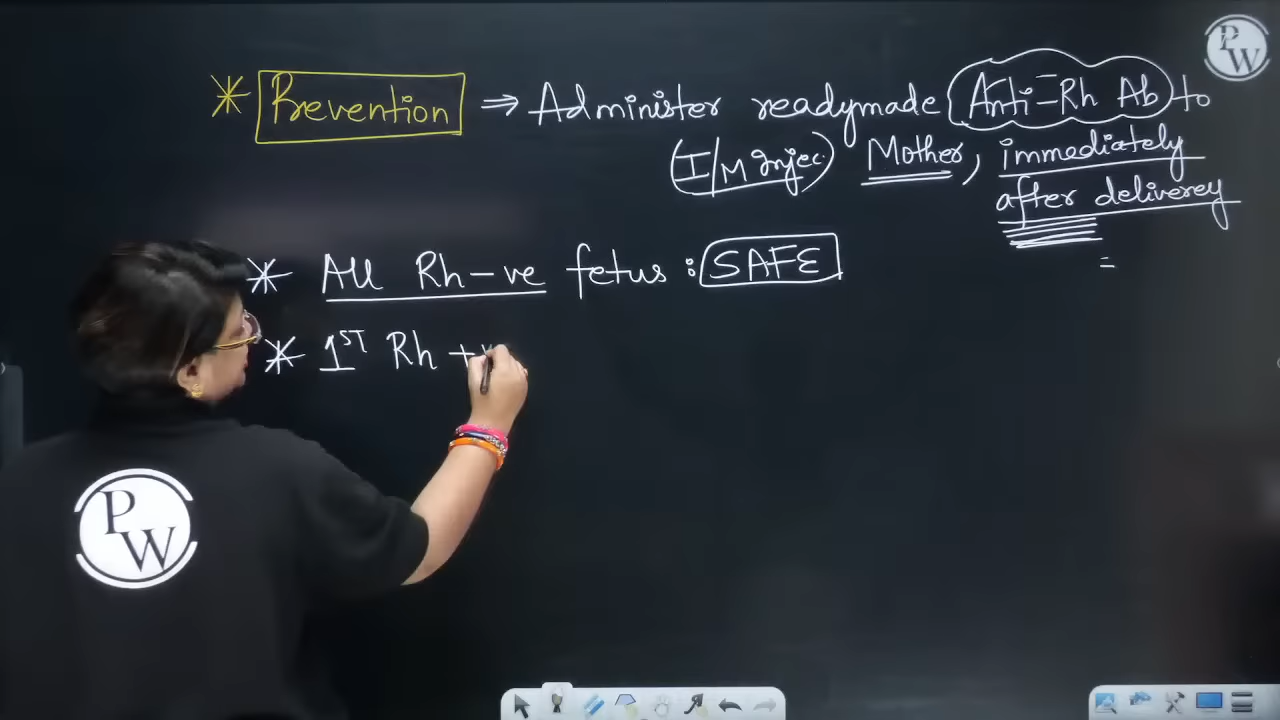 PW
* Prevention ⇒ Administer readymade Anti-Rh Ab to
(I/M Injec.) Mother, immediately
after deliverey
=
* All Rh-ve fetus : SAFE
* 1ST Rh +
PW